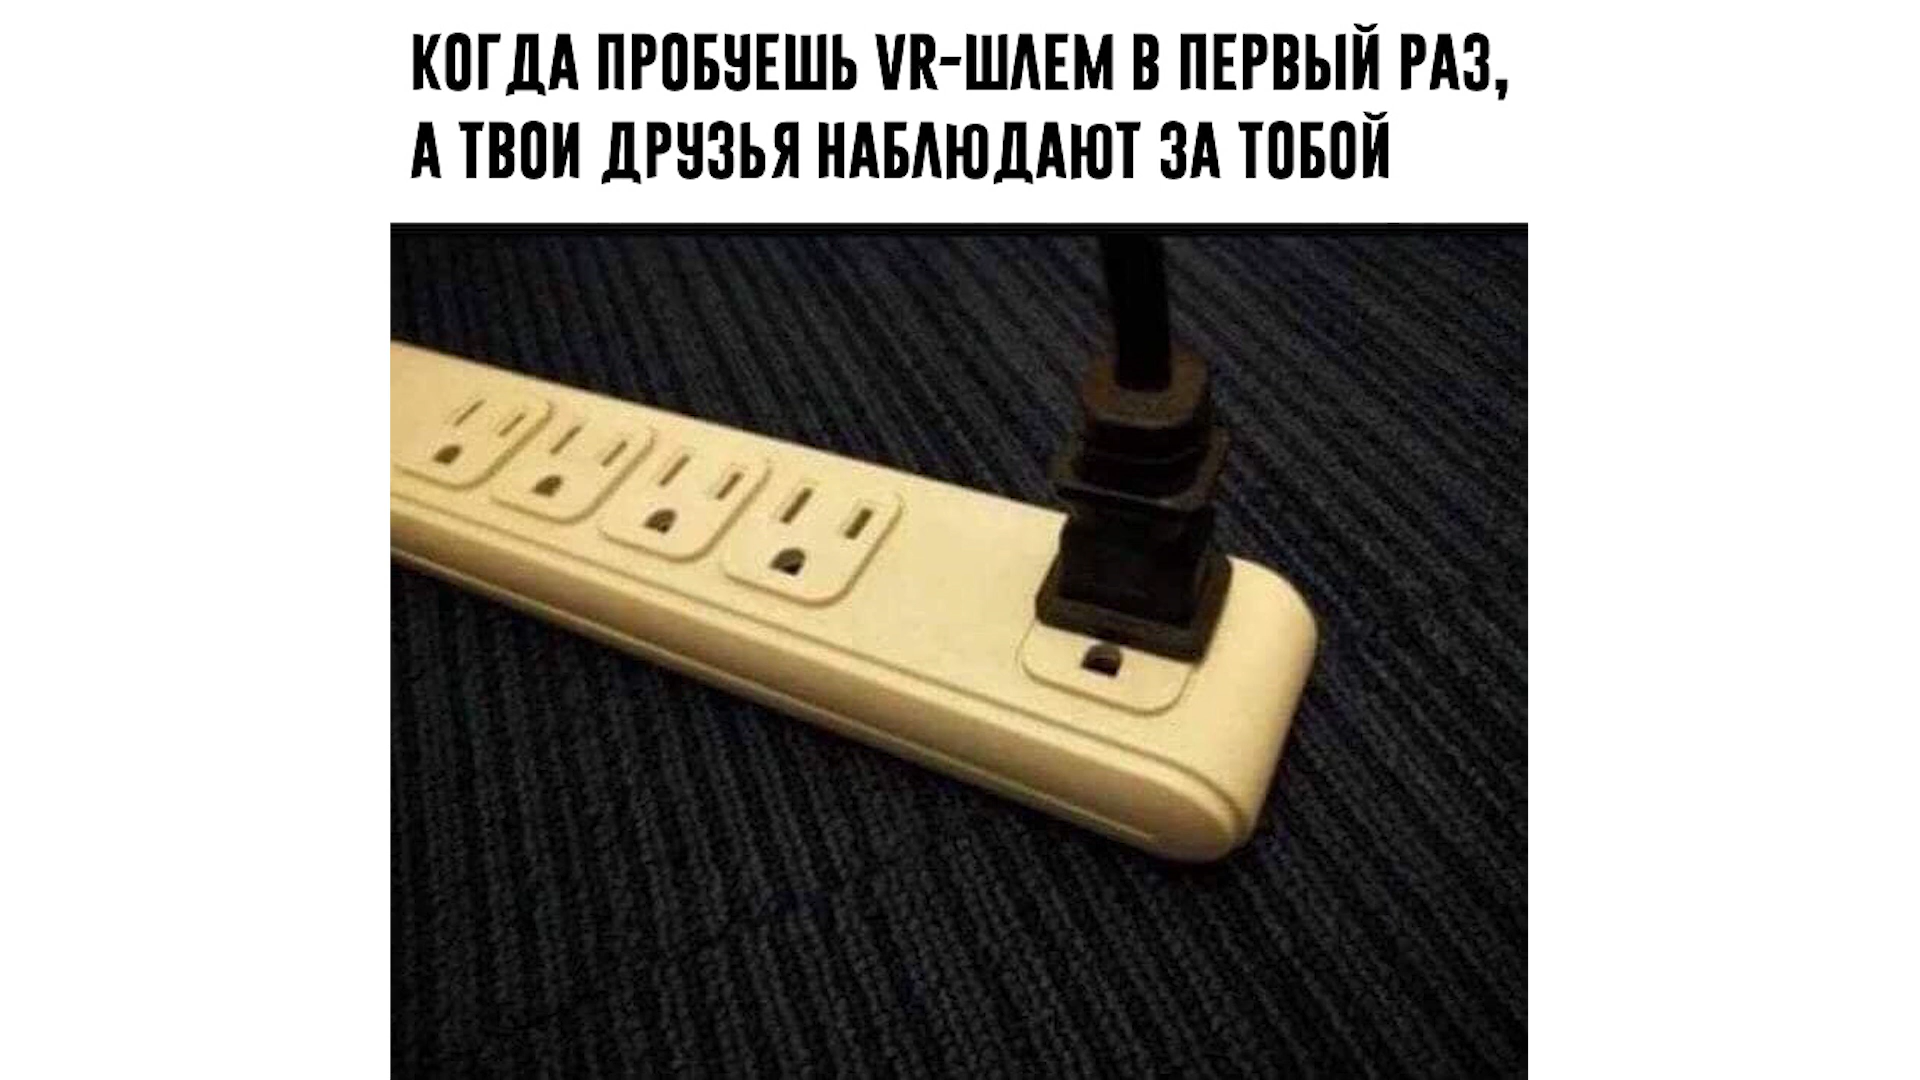 КОГДА ПРОБУЕШЬ VR-ШЛЕМ В ПЕРВЫЙ РАЗ,
А ТВОИ ДРУЗЬЯ НАБЛЮДАЮТ ЗА ТОБОЙ